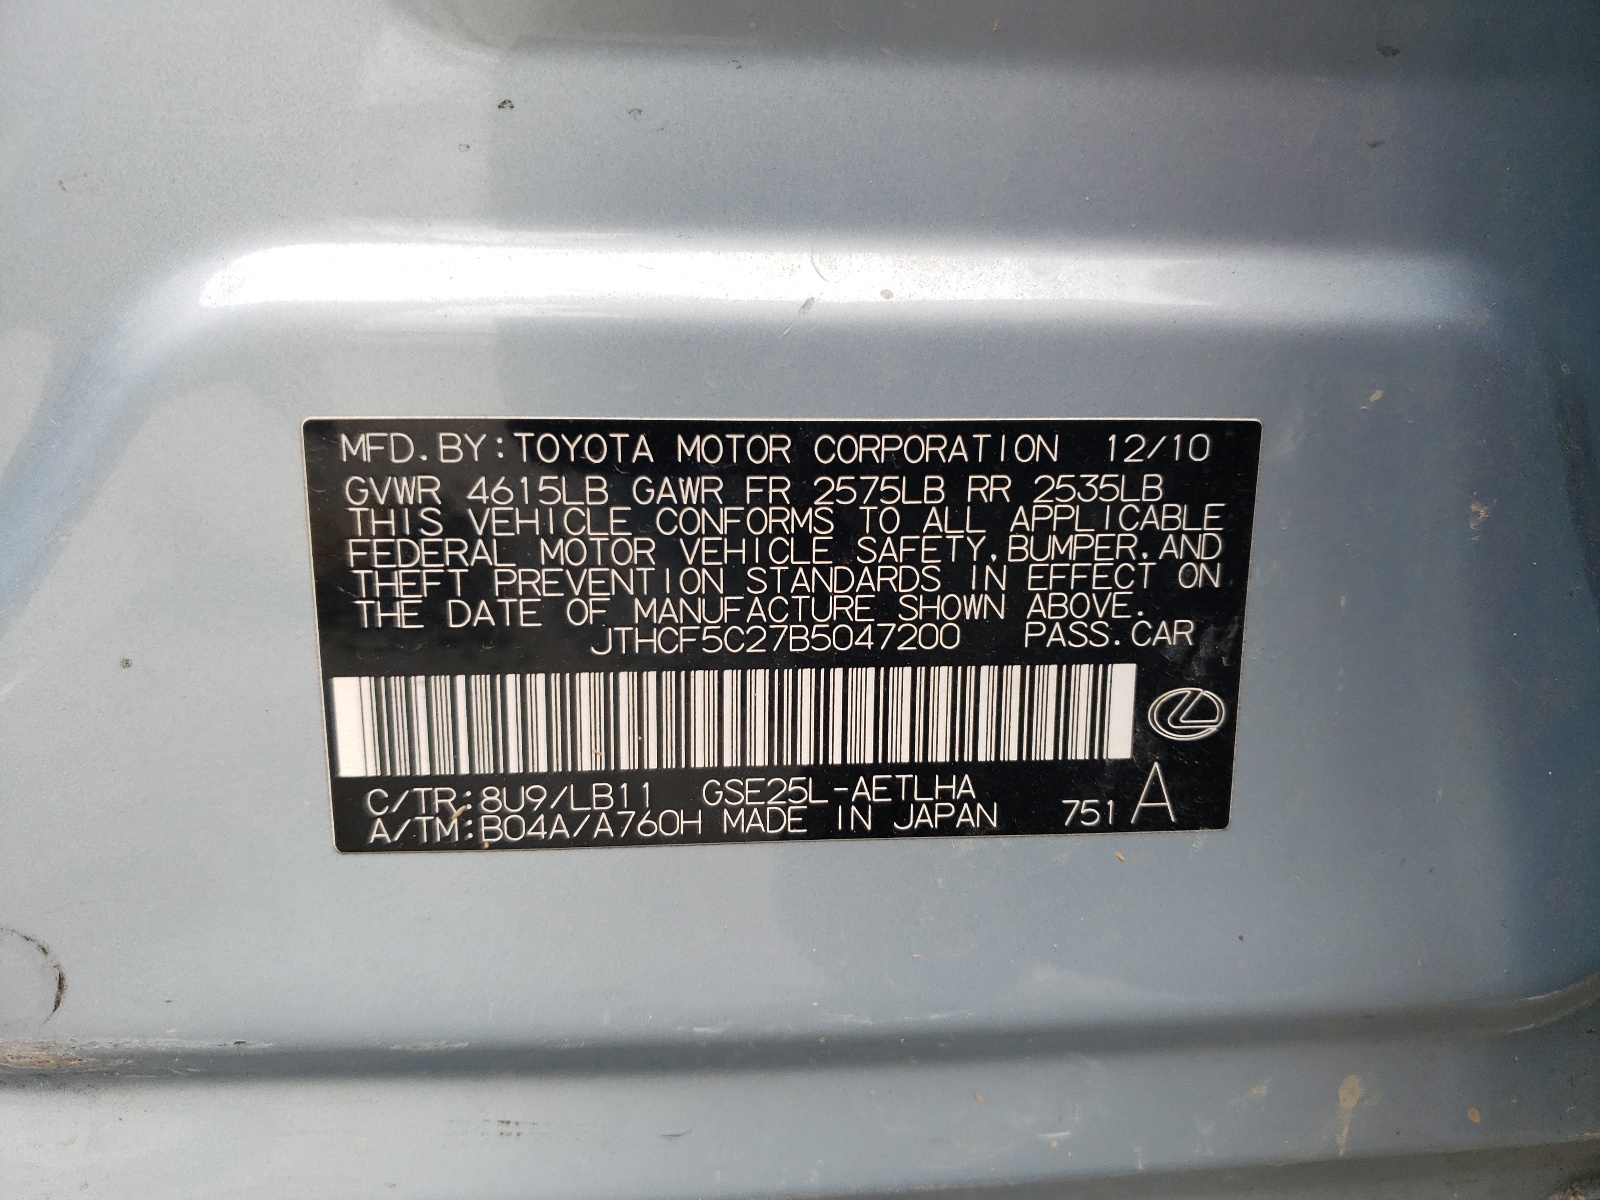 MFD. BY: TOYOTA MOTOR CORPORATION 12/10
GVWR 4615LB GAWR FR 2575LB RR 2535LB
THIS VEHICLE CONFORMS TO ALL APPLICABLE
FEDERAL MOTOR VEHICLE SAFETY, BUMPER, AND
THEFT PREVENTION STANDARDS IN EFFECT ON
THE DATE OF MANUFACTURE SHOWN ABOVE.
JTHCF5C27B5047200 PASS. CAR
C/TR: 8U9/LB11 GSE25L-AETLHA
A/TM: B04A/A760H MADE IN JAPAN 751 A